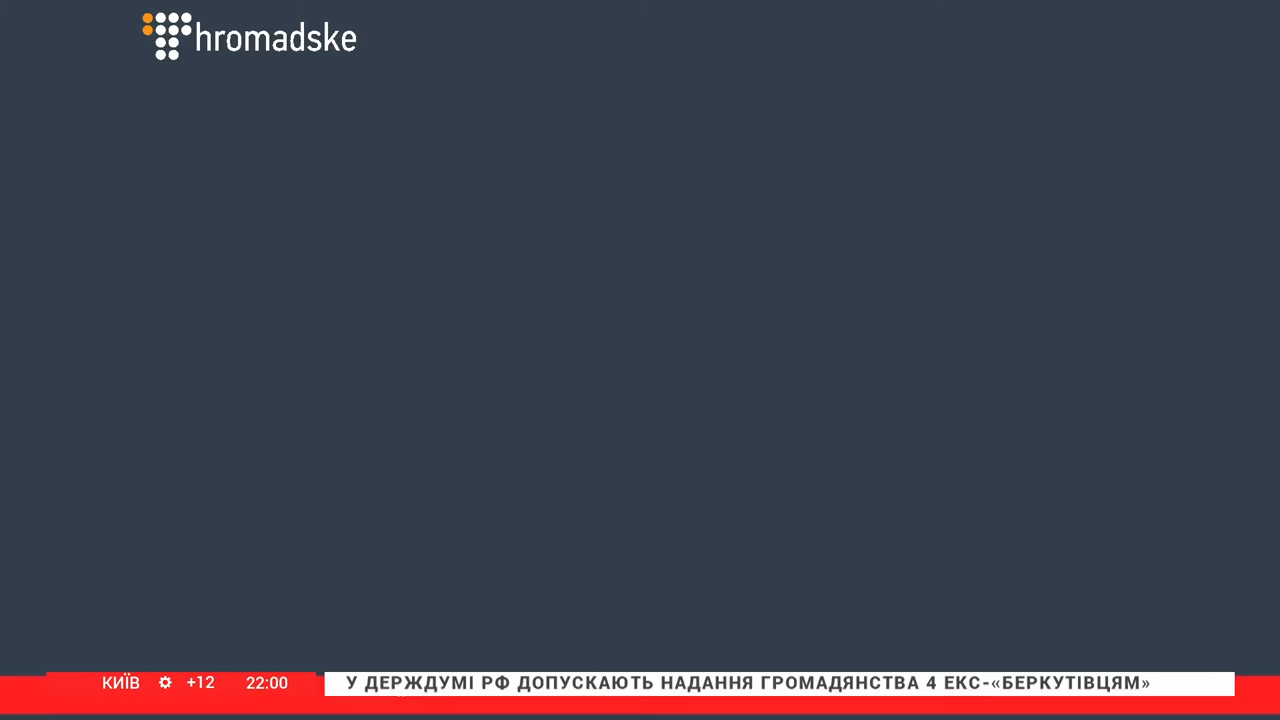 hromadske
КИЇВ +12 22:00
У ДЕРЖДУМІ РФ ДОПУСКАЮТЬ НАДАННЯ ГРОМАДЯНСТВА 4 ЕКС-«БЕРКУТІВЦЯМ»